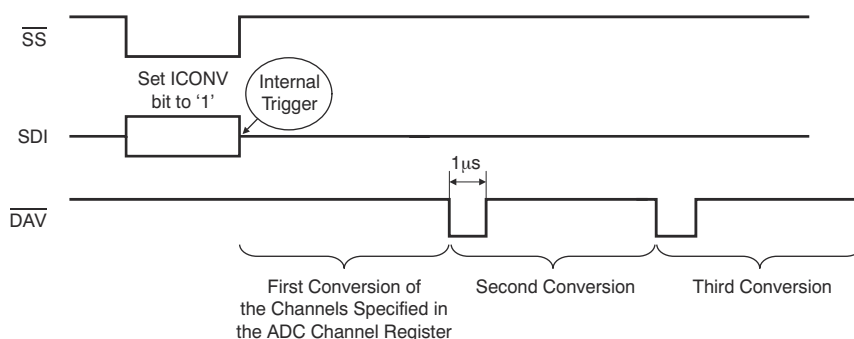 SS
Set ICONV
bit to ‘1’
Internal
Trigger
SDI
1μs
DAV
First Conversion of
the Channels Specified in
the ADC Channel Register
Second Conversion
Third Conversion